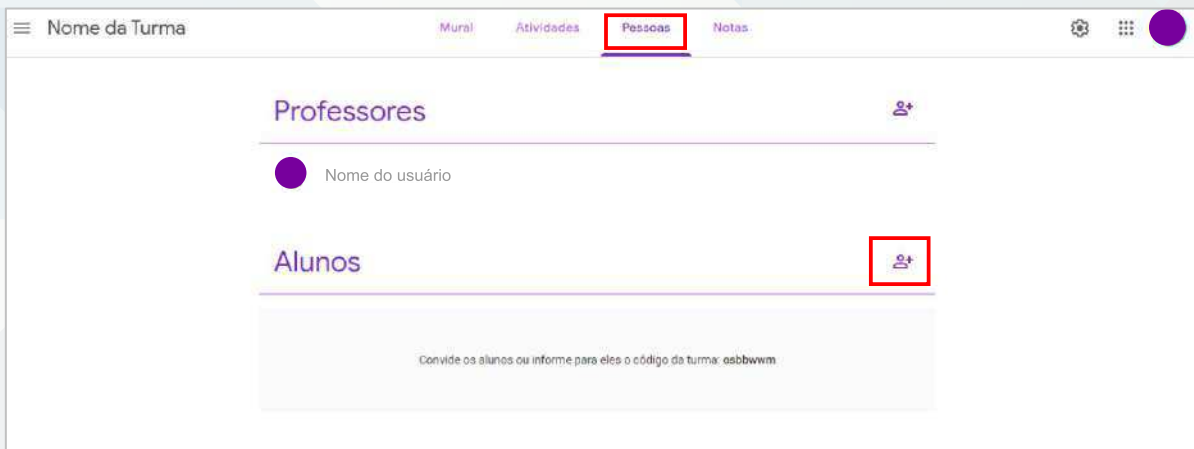 Nome da Turma
Mural Atividades Pessoas Notas
Professores
Nome do usuário
Alunos
Convide os alunos ou informe para eles o código da turma: osbbwwm